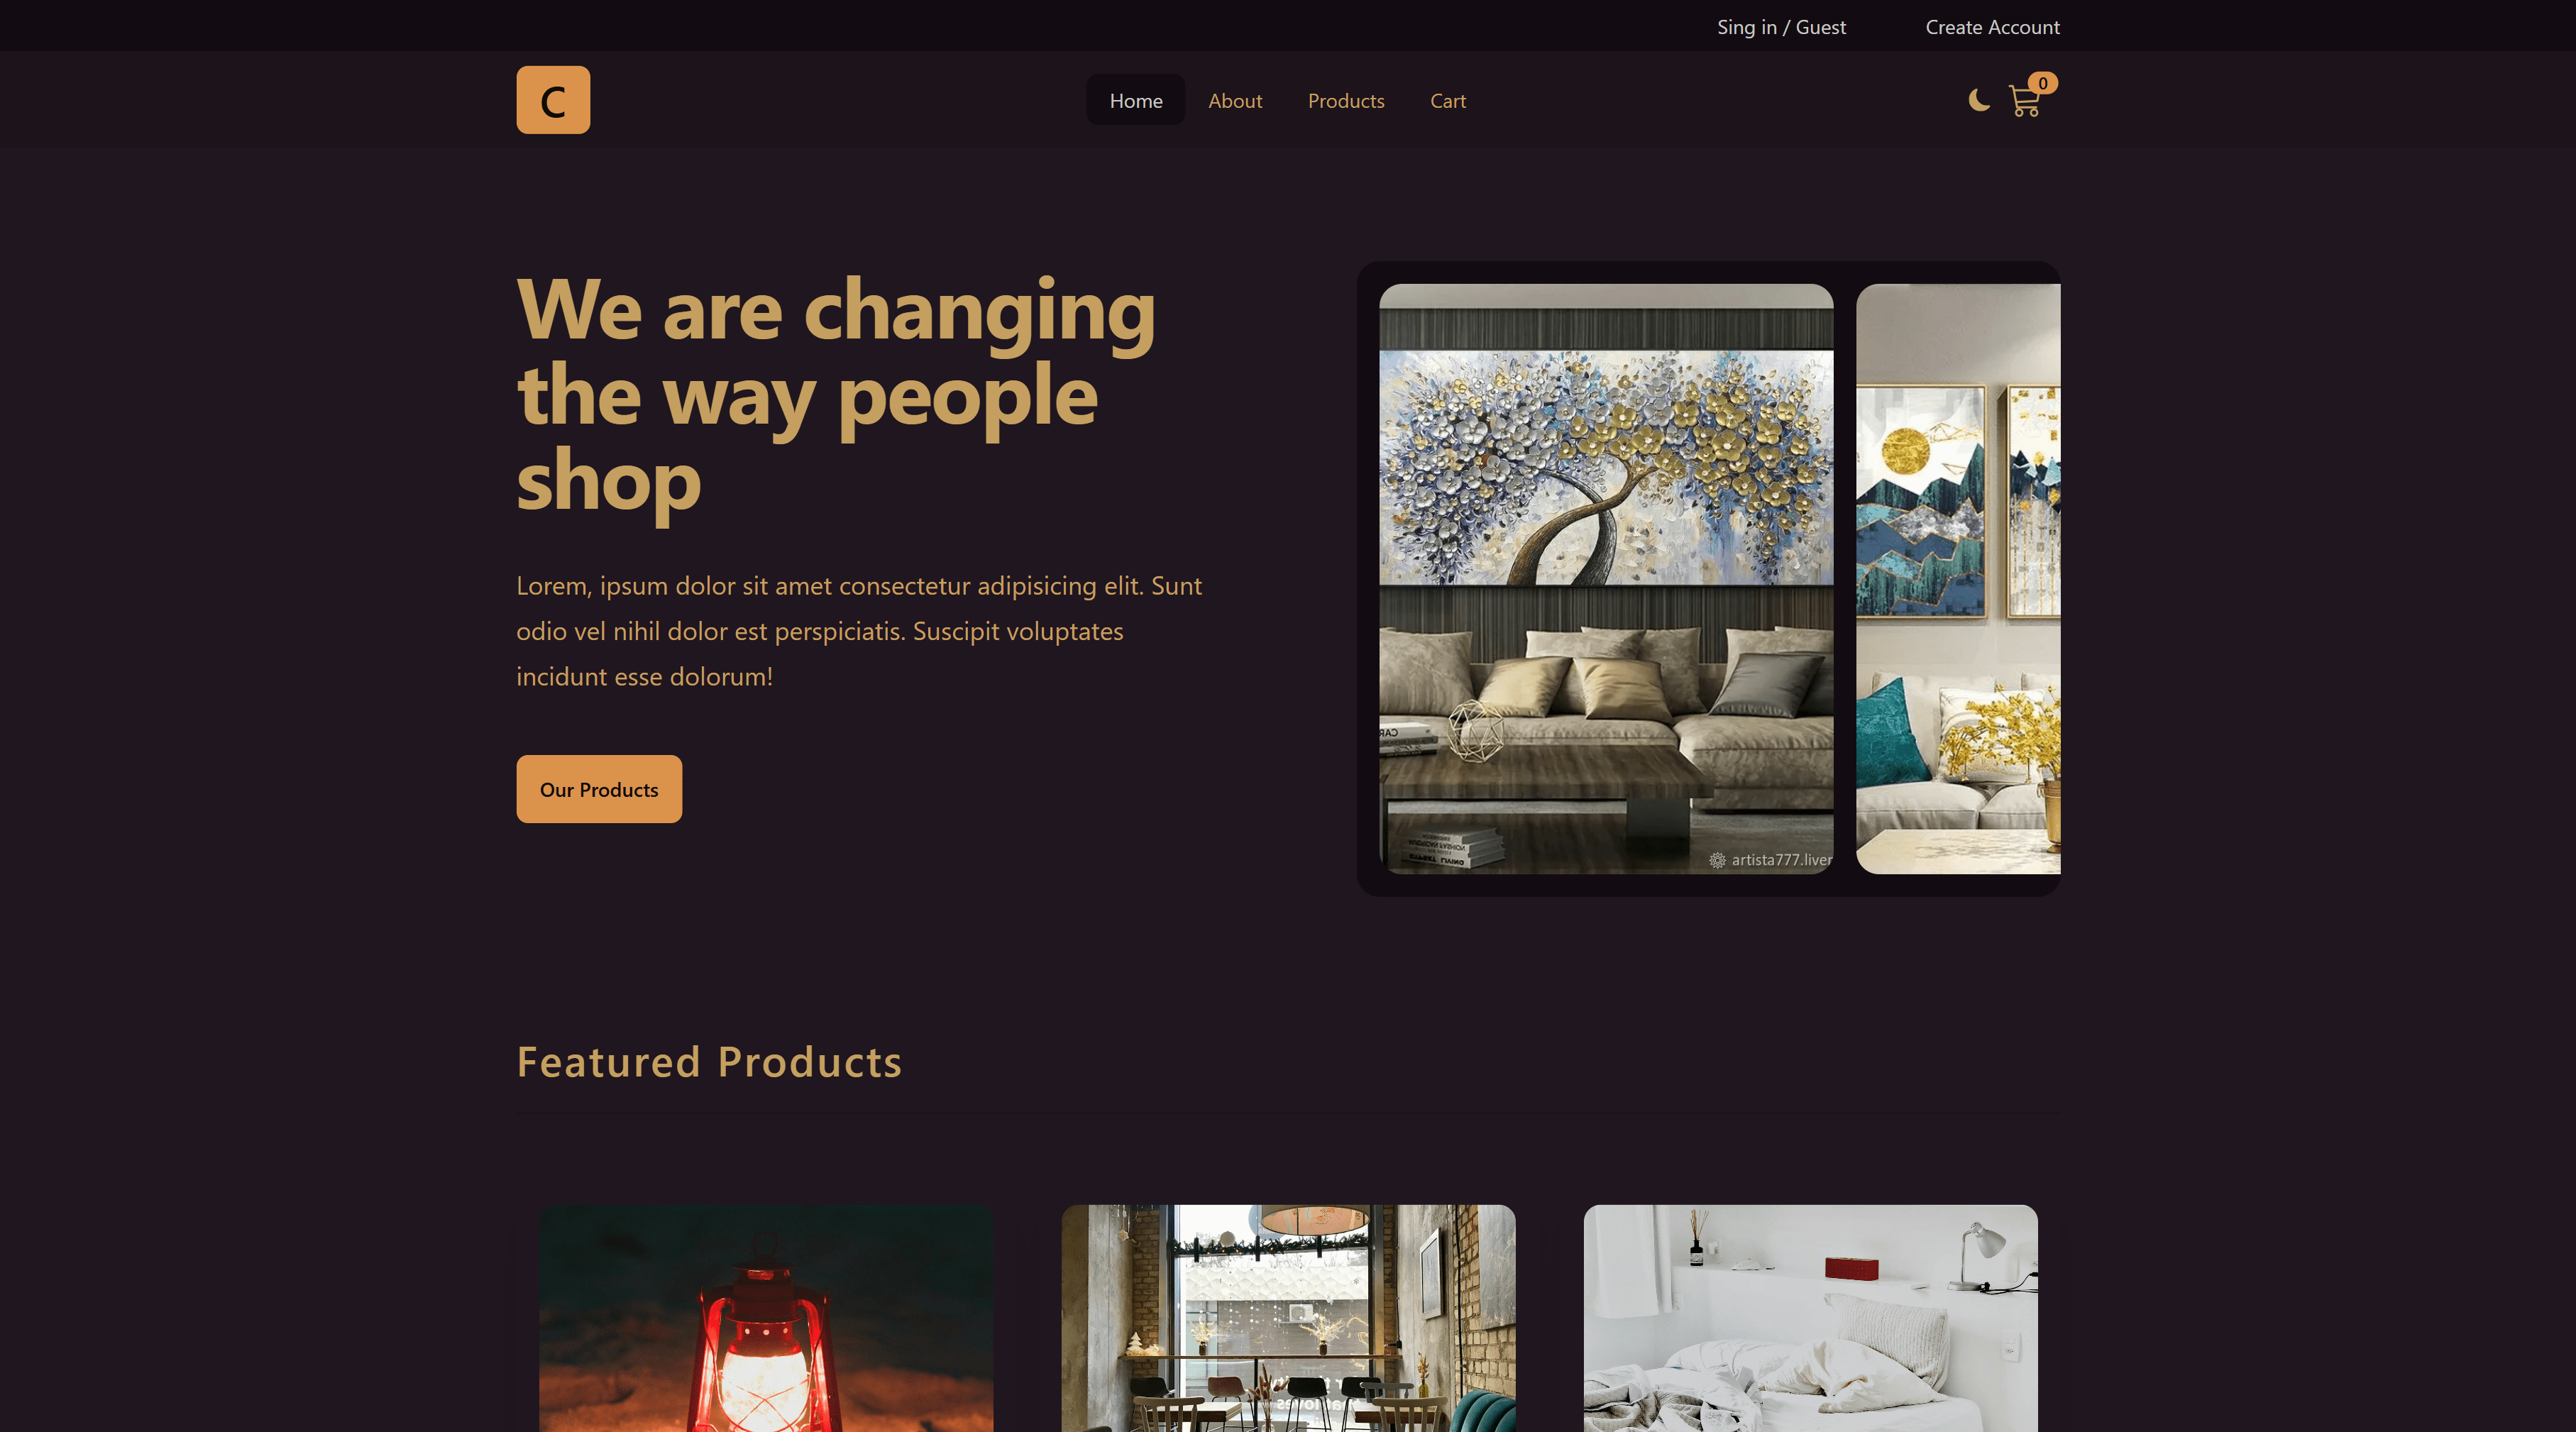 Sing in / Guest
Create Account
C
Home
About
Products
Cart
0
We are changing
the way people
shop
Lorem, ipsum dolor sit amet consectetur adipisicing elit. Sunt
odio vel nihil dolor est perspiciatis. Suscipit voluptates
incidunt esse dolorum!
Our Products
artista777.liver
Featured Products